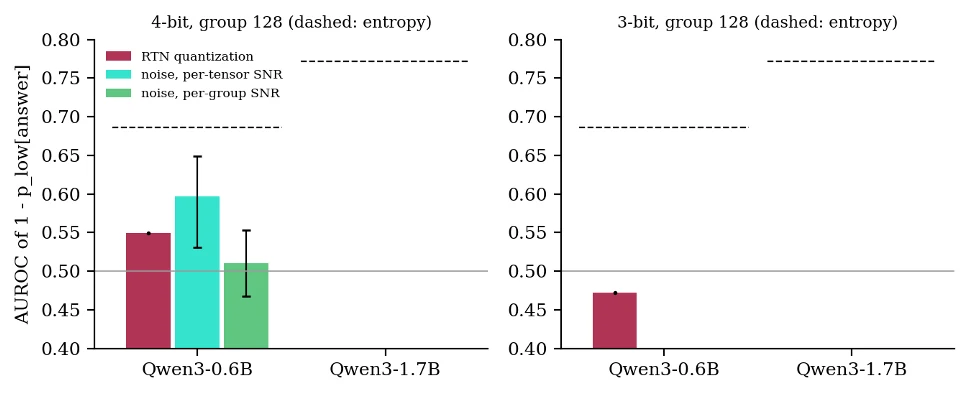 4-bit, group 128 (dashed: entropy)
3-bit, group 128 (dashed: entropy)
AUROC of 1 - p_low[answer]
0.80
0.75
0.70
0.65
0.60
0.55
0.50
0.45
0.40
RTN quantization
noise, per-tensor SNR
noise, per-group SNR
Qwen3-0.6B
Qwen3-1.7B
0.80
0.75
0.70
0.65
0.60
0.55
0.50
0.45
0.40
Qwen3-0.6B
Qwen3-1.7B